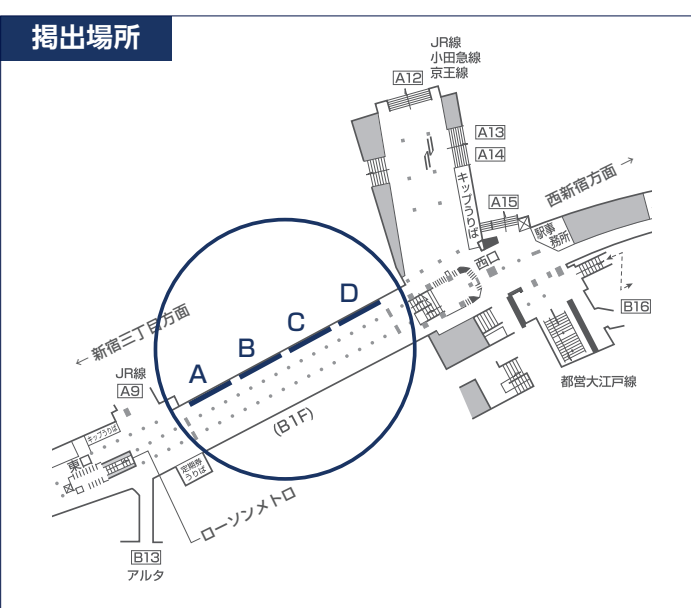 掲出場所
JR線
小田急線
京王線
A12
A13
A14
キップうりば
A15
西新宿方面 →
駅事
務所
西口
B16
都営大江戸線
D
C
B
A
← 新宿三丁目方面
JR線
A9
キップうりば
東口
(B1F)
定期券
うりば
ローソンメトロ
B13
アルタ